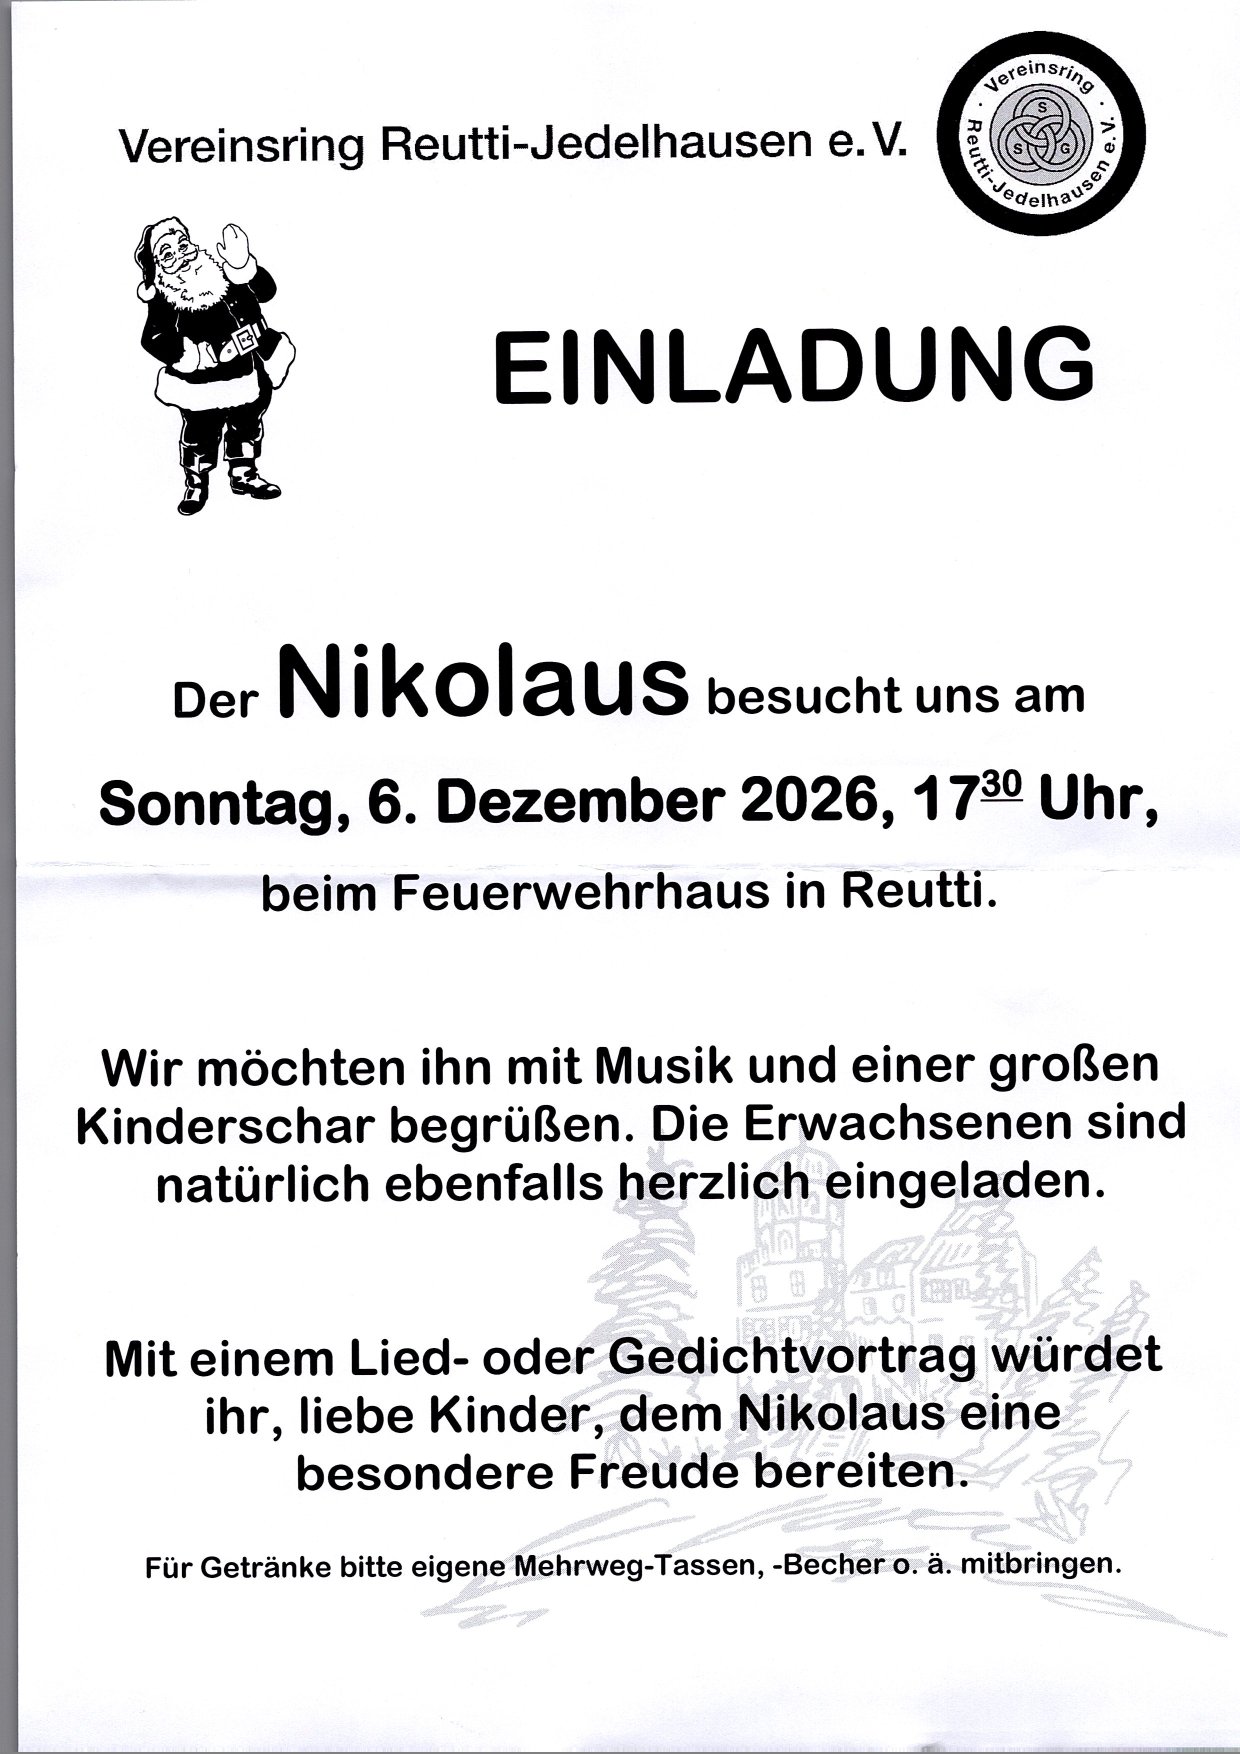 Vereinsring Reutti-Jedelhausen e. V.
· Vereinsring ·
Reutti-Jedelhausen e.V.
S
S G
EINLADUNG
Der Nikolaus besucht uns am
Sonntag, 6. Dezember 2026, 17³⁰ Uhr,
beim Feuerwehrhaus in Reutti.
Wir möchten ihn mit Musik und einer großen
Kinderschar begrüßen. Die Erwachsenen sind
natürlich ebenfalls herzlich eingeladen.
Mit einem Lied- oder Gedichtvortrag würdet
ihr, liebe Kinder, dem Nikolaus eine
besondere Freude bereiten.
Für Getränke bitte eigene Mehrweg-Tassen, -Becher o. ä. mitbringen.